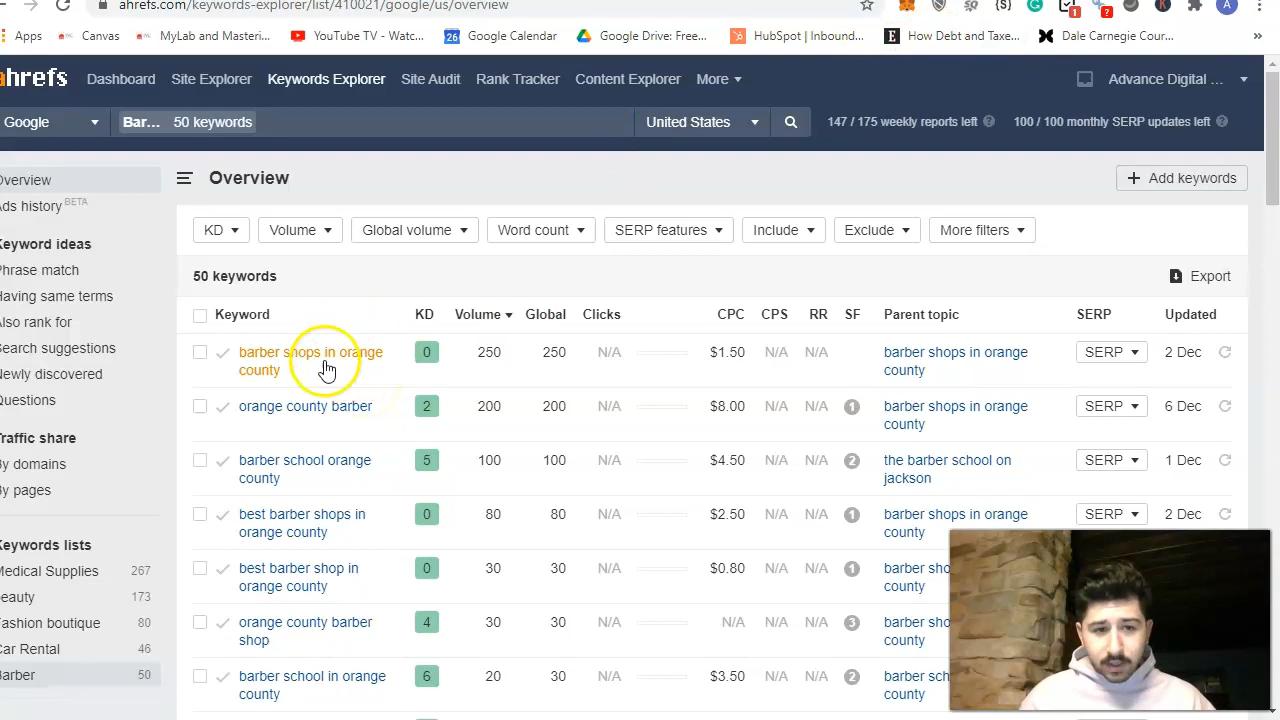 ahrefs.com/keywords-explorer/list/410021/google/us/overview
Apps Canvas MyLab and Masteri... YouTube TV - Watc... 26 Google Calendar Google Drive: Free... HubSpot | Inbound... E How Debt and Taxe... Dale Carnegie Cour... »
ahrefs Dashboard Site Explorer Keywords Explorer Site Audit Rank Tracker Content Explorer More Advance Digital ...
Google Bar... 50 keywords United States 147 / 175 weekly reports left 100 / 100 monthly SERP updates left
Overview
Ads history BETA
Keyword ideas
Phrase match
Having same terms
Also rank for
Search suggestions
Newly discovered
Questions
Traffic share
By domains
By pages
Keywords lists
Medical Supplies 267
eauty 173
Fashion boutique 80
Car Rental 46
Barber 50
Overview + Add keywords
KD Volume Global volume Word count SERP features Include Exclude More filters
50 keywords Export
Keyword KD Volume Global Clicks CPC CPS RR SF Parent topic SERP Updated
barber shops in orange 0 250 250 N/A $1.50 N/A N/A barber shops in orange SERP 2 Dec
county county
orange county barber 2 200 200 N/A $8.00 N/A N/A 1 barber shops in orange SERP 6 Dec
county
barber school orange 5 100 100 N/A $4.50 N/A N/A 2 the barber school on SERP 1 Dec
county jackson
best barber shops in 0 80 80 N/A $2.50 N/A N/A 1 barber shops in orange SERP 2 Dec
orange county county
best barber shop in 0 30 30 N/A $0.80 N/A N/A 1 barber sho
orange county county
orange county barber 4 30 30 N/A N/A N/A N/A 3 barber sho
shop county
barber school in orange 6 20 20 N/A $3.50 N/A N/A 2 barber sch
county county